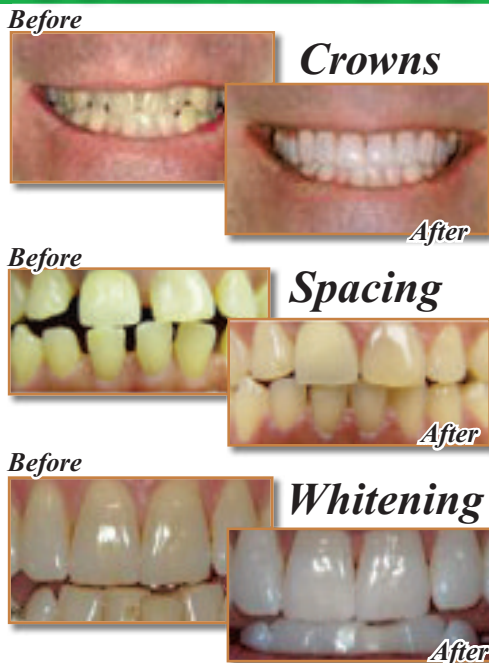 Before
Crowns
After
Before
Spacing
After
Before
Whitening
After